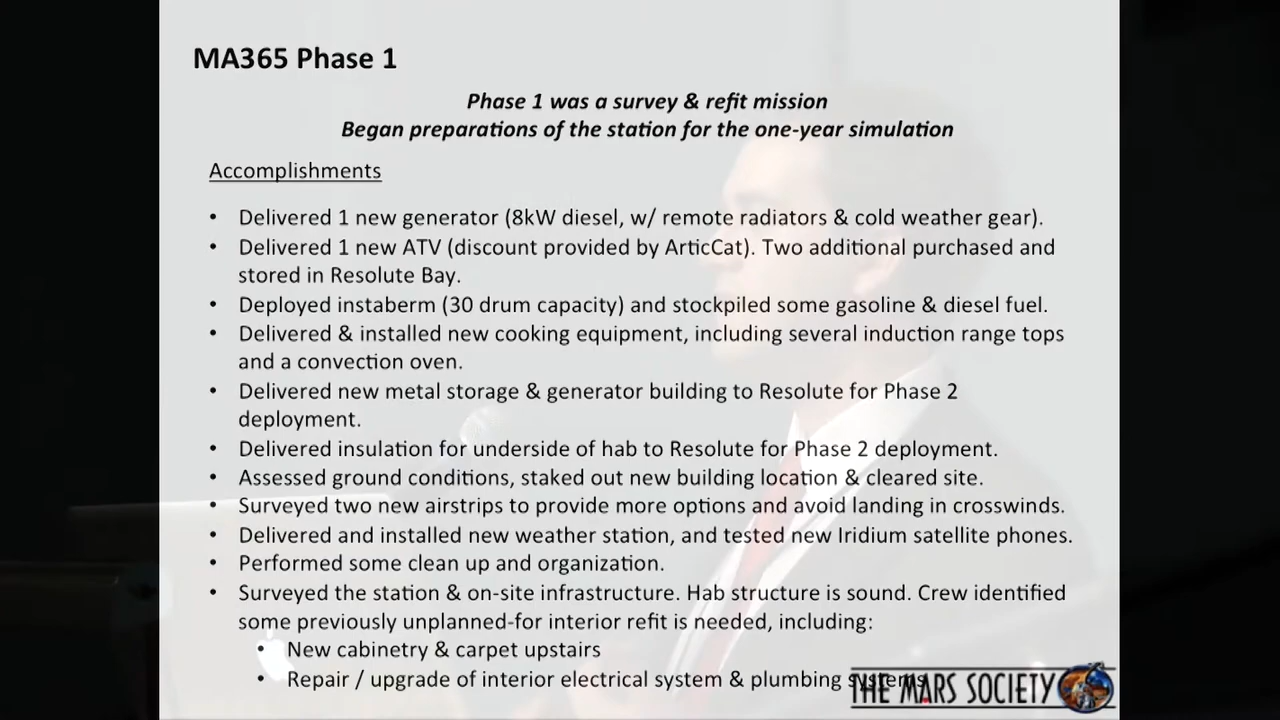 MA365 Phase 1
Phase 1 was a survey & refit mission
Began preparations of the station for the one-year simulation
Accomplishments
• Delivered 1 new generator (8kW diesel, w/ remote radiators & cold weather gear).
• Delivered 1 new ATV (discount provided by ArticCat). Two additional purchased and
stored in Resolute Bay.
• Deployed instaberm (30 drum capacity) and stockpiled some gasoline & diesel fuel.
• Delivered & installed new cooking equipment, including several induction range tops
and a convection oven.
• Delivered new metal storage & generator building to Resolute for Phase 2
deployment.
• Delivered insulation for underside of hab to Resolute for Phase 2 deployment.
• Assessed ground conditions, staked out new building location & cleared site.
• Surveyed two new airstrips to provide more options and avoid landing in crosswinds.
• Delivered and installed new weather station, and tested new Iridium satellite phones.
• Performed some clean up and organization.
• Surveyed the station & on-site infrastructure. Hab structure is sound. Crew identified
some previously unplanned-for interior refit is needed, including:
• New cabinetry & carpet upstairs
• Repair / upgrade of interior electrical system & plumbing systems
THE MARS SOCIETY